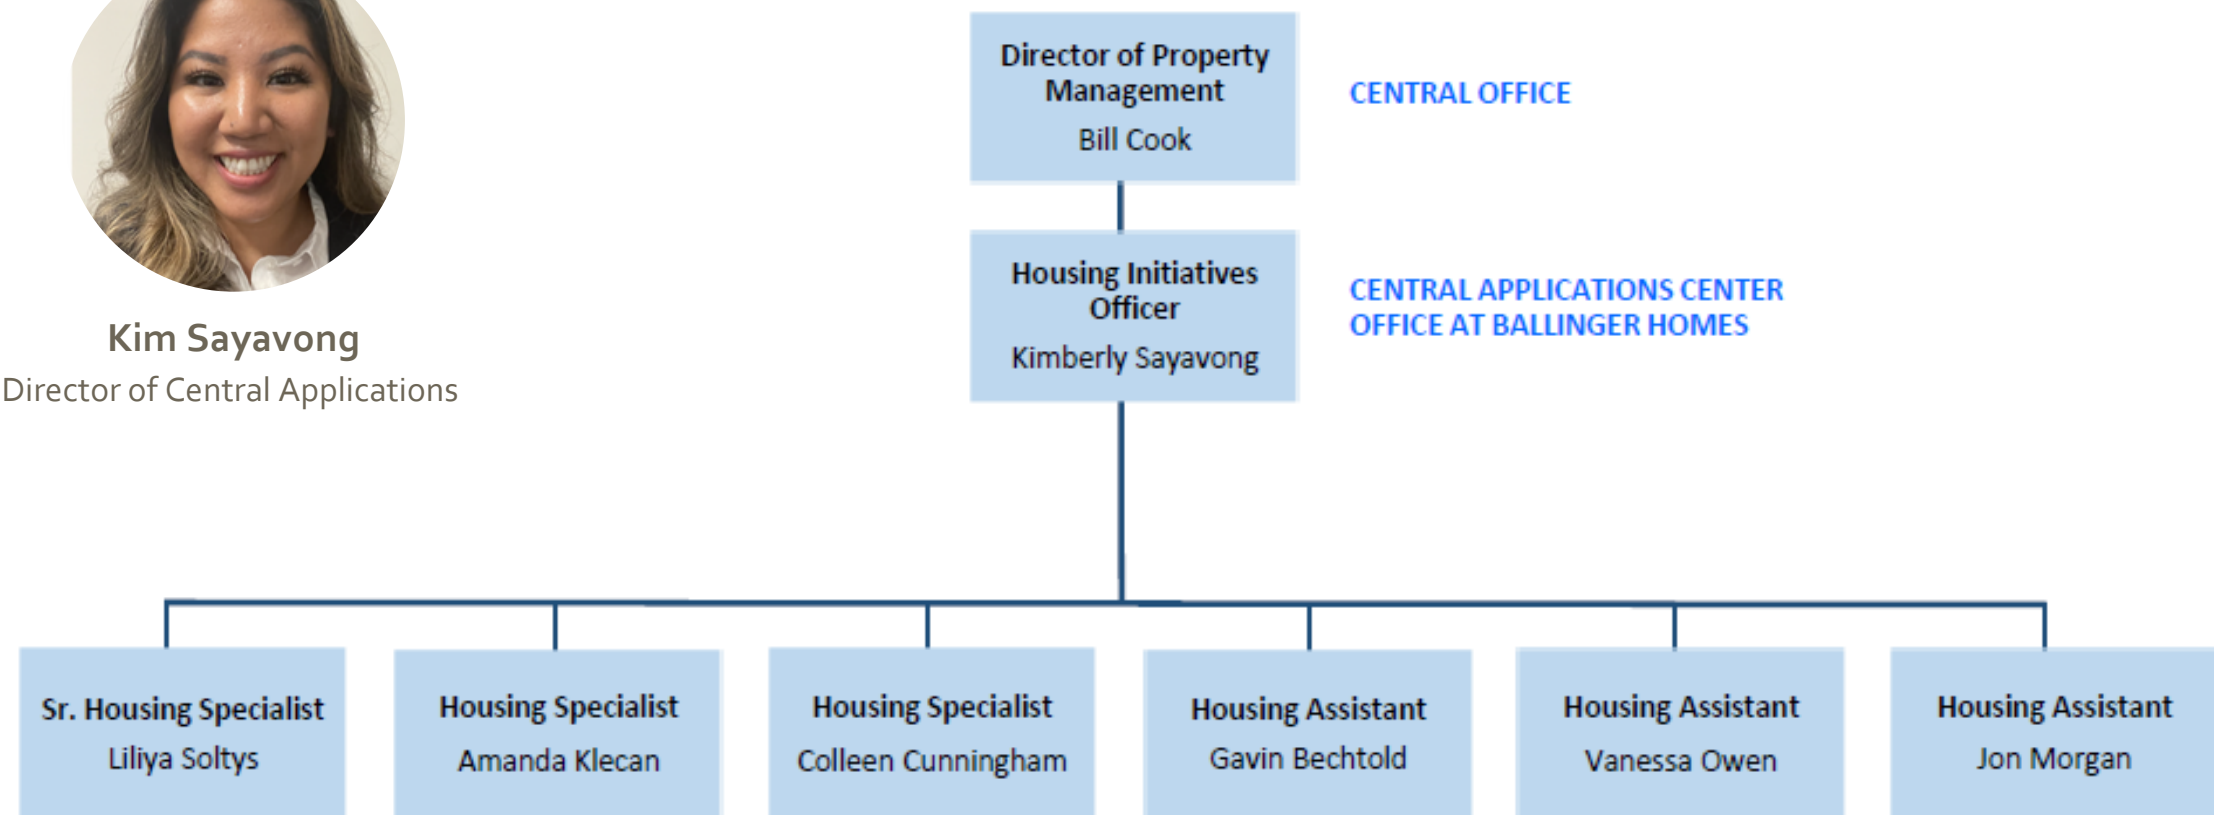 Kim Sayavong
Director of Central Applications
Director of Property
Management
Bill Cook
CENTRAL OFFICE
Housing Initiatives
Officer
Kimberly Sayavong
CENTRAL APPLICATIONS CENTER
OFFICE AT BALLINGER HOMES
Sr. Housing Specialist
Liliya Soltys
Housing Specialist
Amanda Klecan
Housing Specialist
Colleen Cunningham
Housing Assistant
Gavin Bechtold
Housing Assistant
Vanessa Owen
Housing Assistant
Jon Morgan